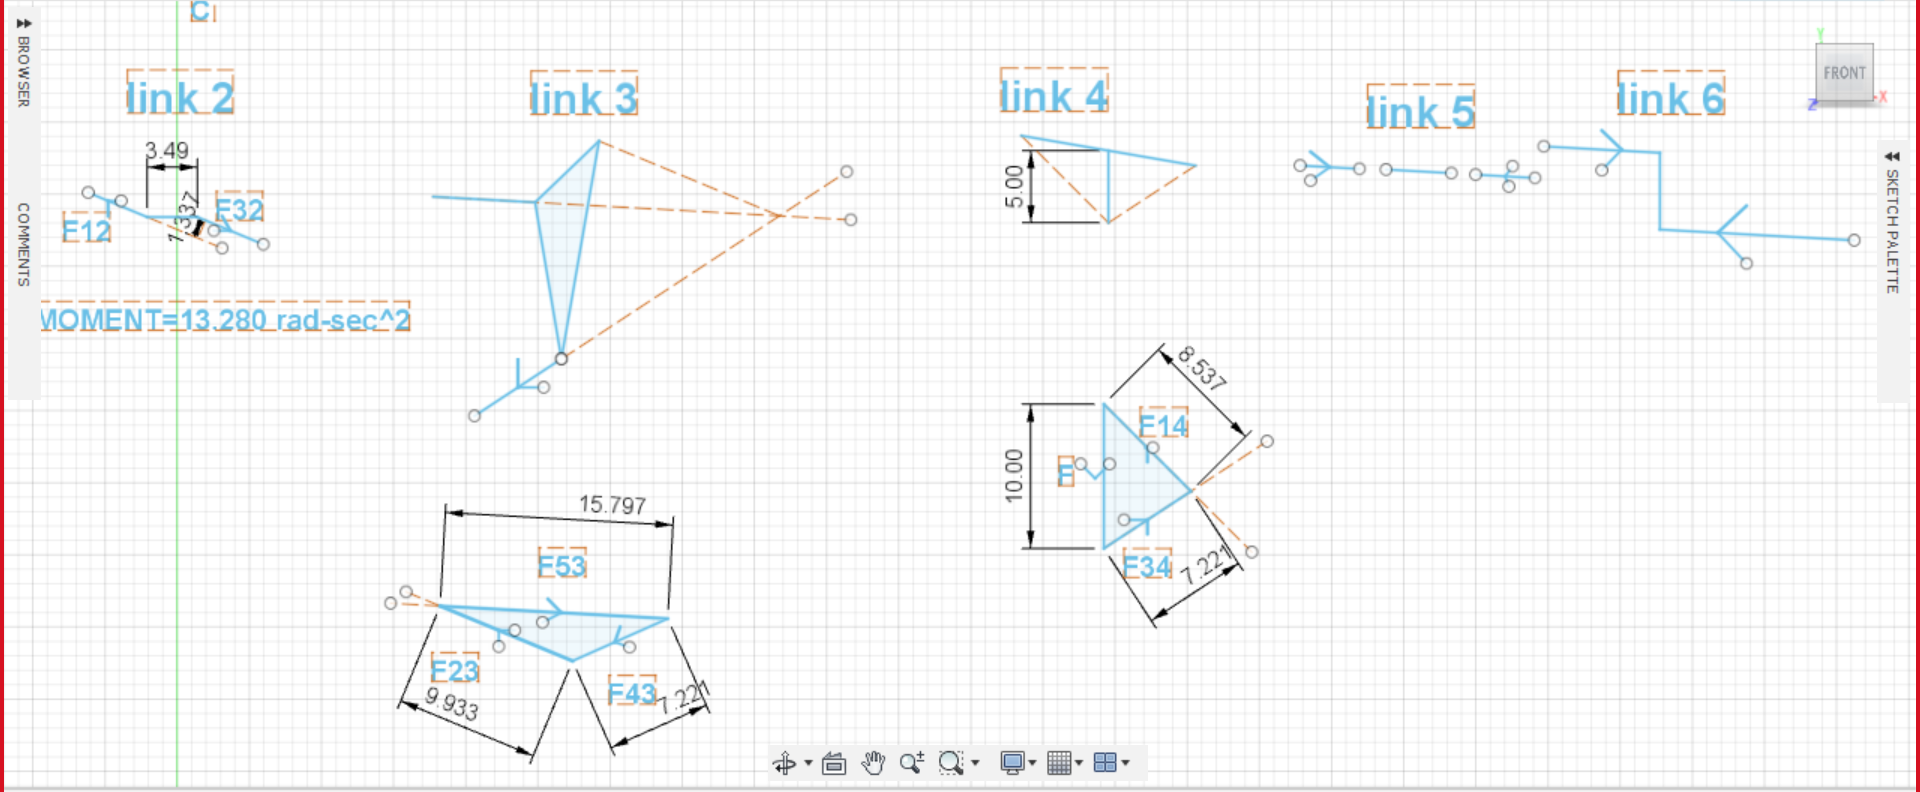 C
BROWSER
COMMENTS
link 2
link 3
link 4
link 5
link 6
Y
FRONT
X
Z
SKETCH PALETTE
3.49
F12
F32
5.00
MOMENT=13.280 rad-sec^2
8.537
10.00
F14
F
F34
7.221
15.797
F53
F23
9.933
F43
7.221